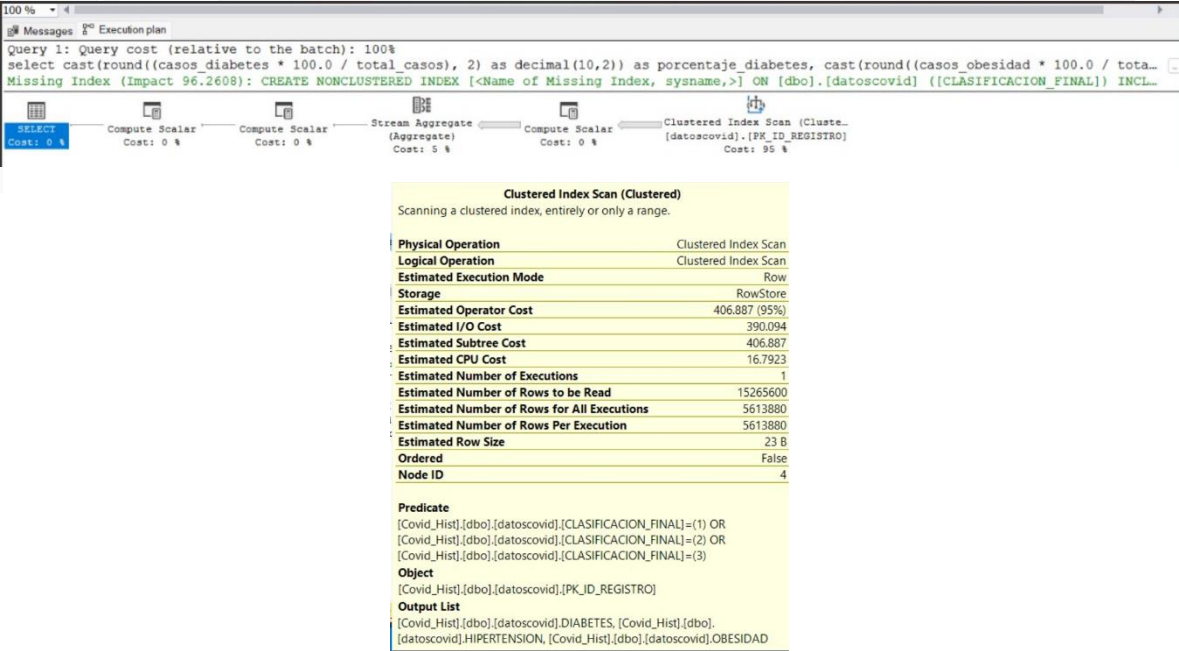 100 %
Messages Execution plan
Query 1: Query cost (relative to the batch): 100%
select cast(round((casos_diabetes * 100.0 / total_casos), 2) as decimal(10,2)) as porcentaje_diabetes, cast(round((casos_obesidad * 100.0 / tota…
Missing Index (Impact 96.2608): CREATE NONCLUSTERED INDEX [<Name of Missing Index, sysname,>] ON [dbo].[datoscovid] ([CLASIFICACION_FINAL]) INCL…
SELECT
Cost: 0 %
Compute Scalar
Cost: 0 %
Compute Scalar
Cost: 0 %
Stream Aggregate
(Aggregate)
Cost: 5 %
Compute Scalar
Cost: 0 %
Clustered Index Scan (Cluste…
[datoscovid].[PK_ID_REGISTRO]
Cost: 95 %
Clustered Index Scan (Clustered)
Scanning a clustered index, entirely or only a range.
Physical Operation Clustered Index Scan
Logical Operation Clustered Index Scan
Estimated Execution Mode Row
Storage RowStore
Estimated Operator Cost 406.887 (95%)
Estimated I/O Cost 390.094
Estimated Subtree Cost 406.887
Estimated CPU Cost 16.7923
Estimated Number of Executions 1
Estimated Number of Rows to be Read 15265600
Estimated Number of Rows for All Executions 5613880
Estimated Number of Rows Per Execution 5613880
Estimated Row Size 23 B
Ordered False
Node ID 4
Predicate
[Covid_Hist].[dbo].[datoscovid].[CLASIFICACION_FINAL]=(1) OR
[Covid_Hist].[dbo].[datoscovid].[CLASIFICACION_FINAL]=(2) OR
[Covid_Hist].[dbo].[datoscovid].[CLASIFICACION_FINAL]=(3)
Object
[Covid_Hist].[dbo].[datoscovid].[PK_ID_REGISTRO]
Output List
[Covid_Hist].[dbo].[datoscovid].DIABETES, [Covid_Hist].[dbo].
[datoscovid].HIPERTENSION, [Covid_Hist].[dbo].[datoscovid].OBESIDAD